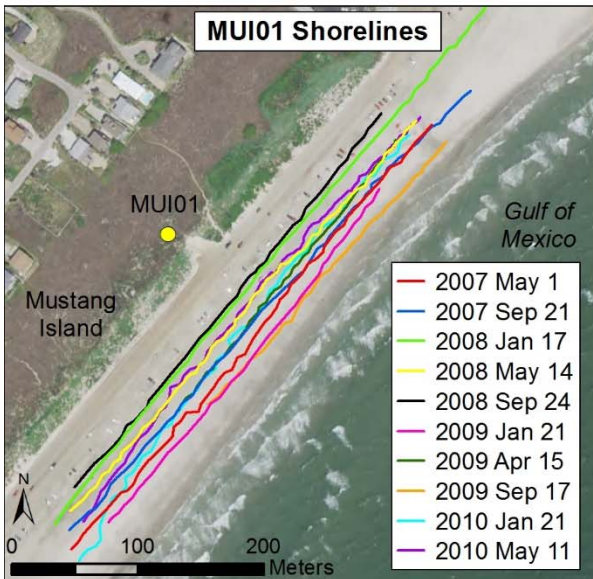 MUI01 Shorelines
MUI01
Gulf of
Mexico
Mustang
Island
2007 May 1
2007 Sep 21
2008 Jan 17
2008 May 14
2008 Sep 24
2009 Jan 21
2009 Apr 15
2009 Sep 17
2010 Jan 21
2010 May 11
N
0 100 200
Meters